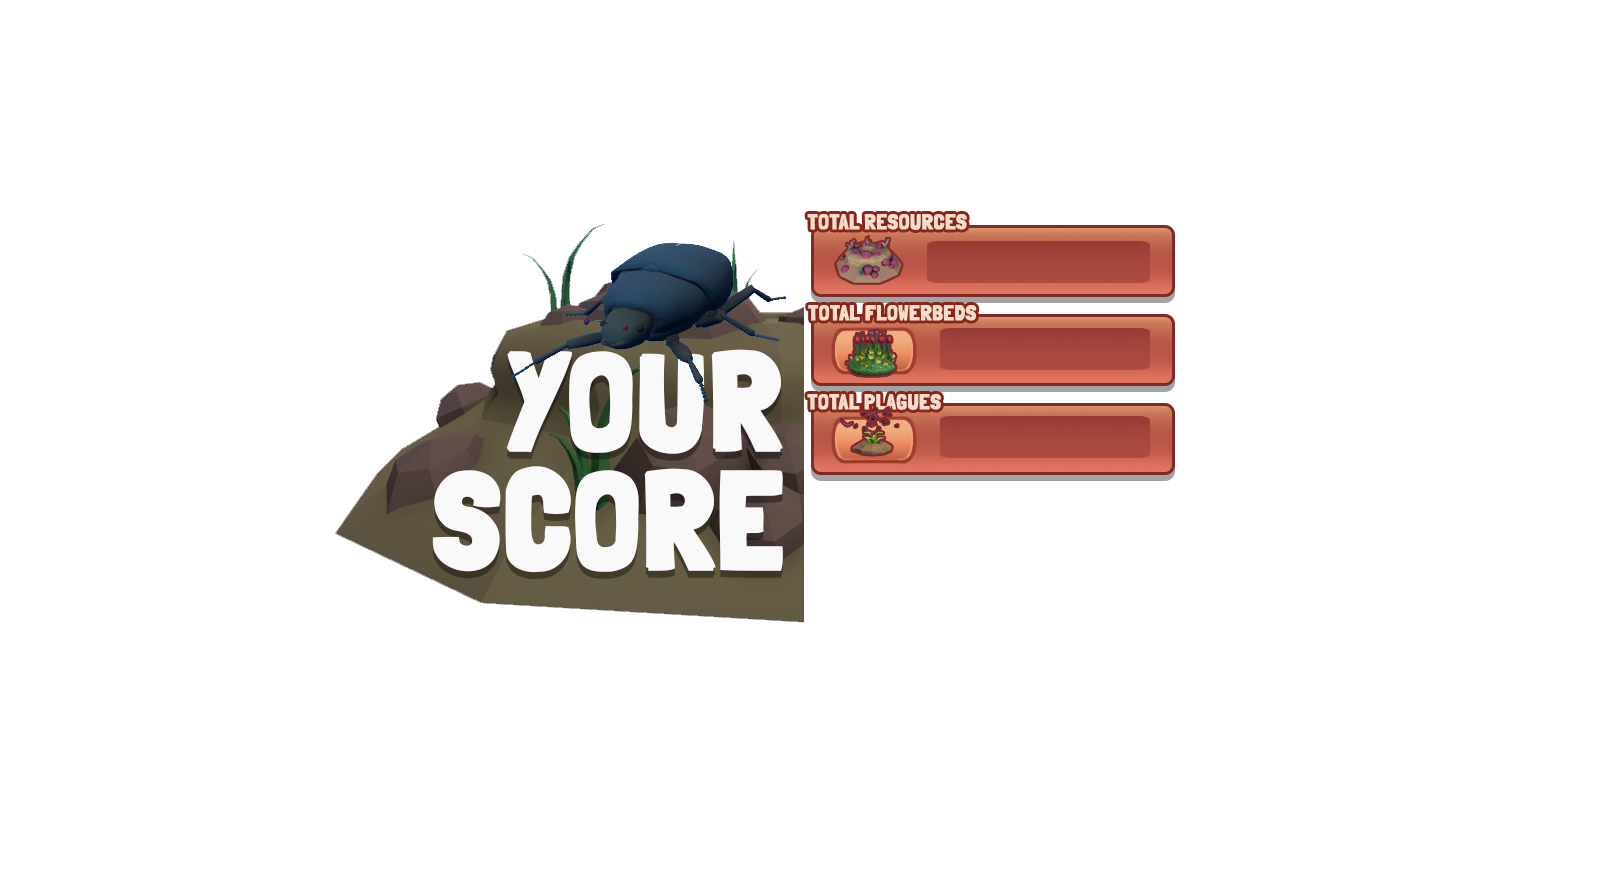 YOUR
SCORE
TOTAL RESOURCES
TOTAL FLOWERBEDS
TOTAL PLAGUES